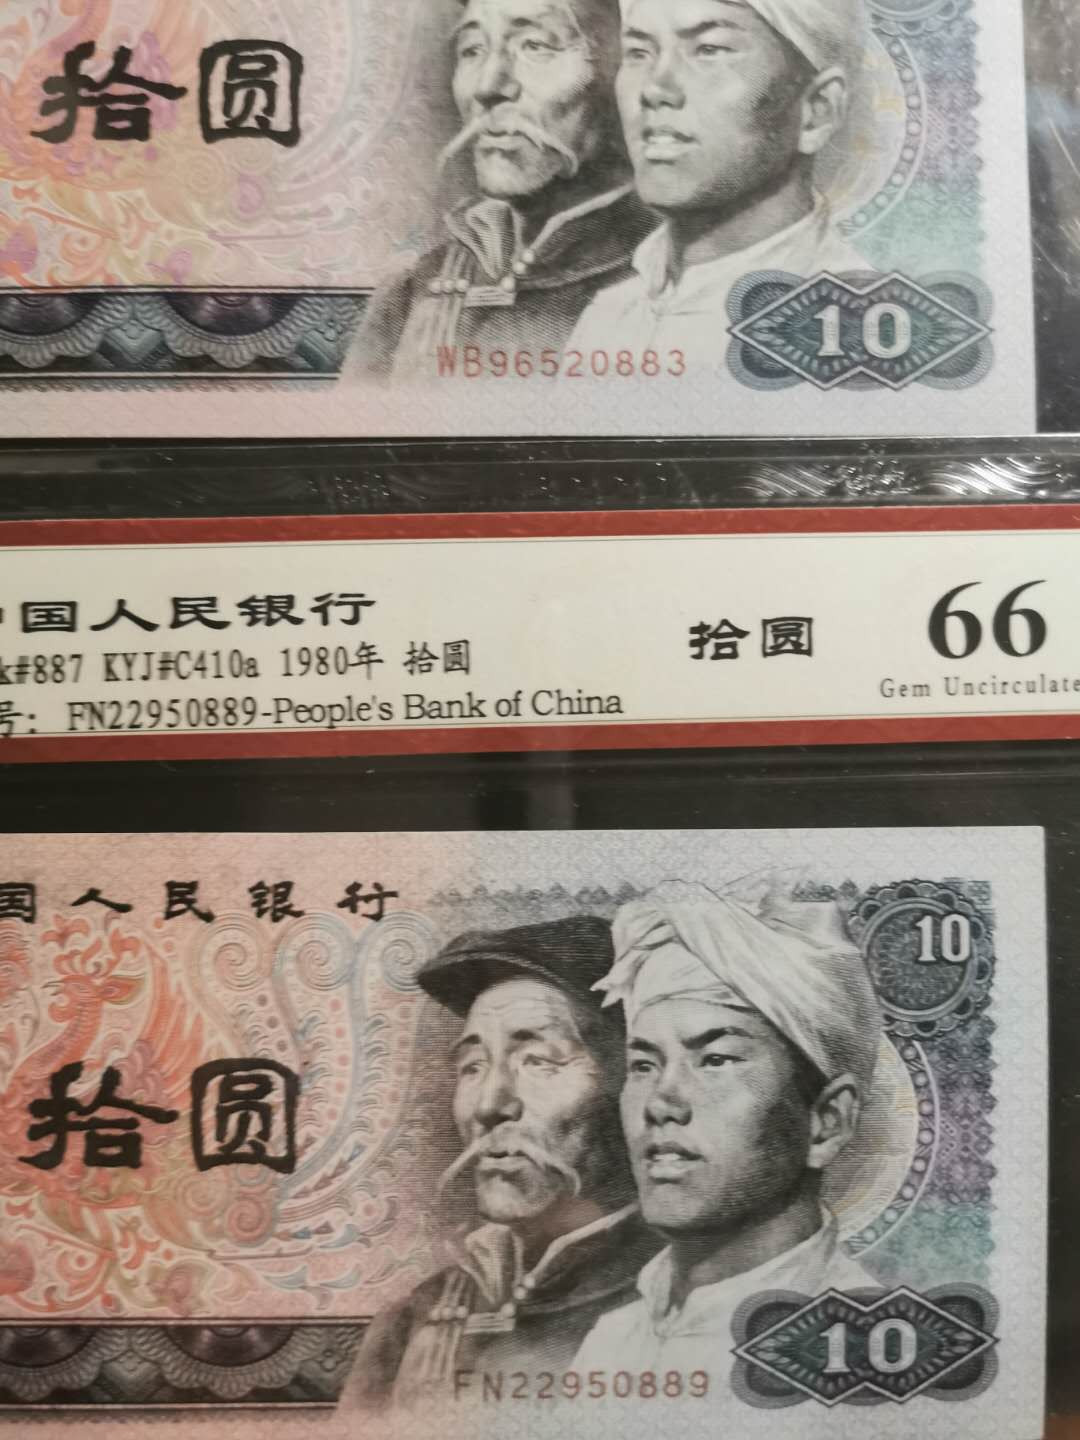 拾圆
10
WB96520883
国人民银行
k#887 KYJ#C410a 1980年 拾圆
号: FN22950889-People's Bank of China
拾圆
66
Gem Uncirculate
国人民银行
10
拾圆
10
FN22950889